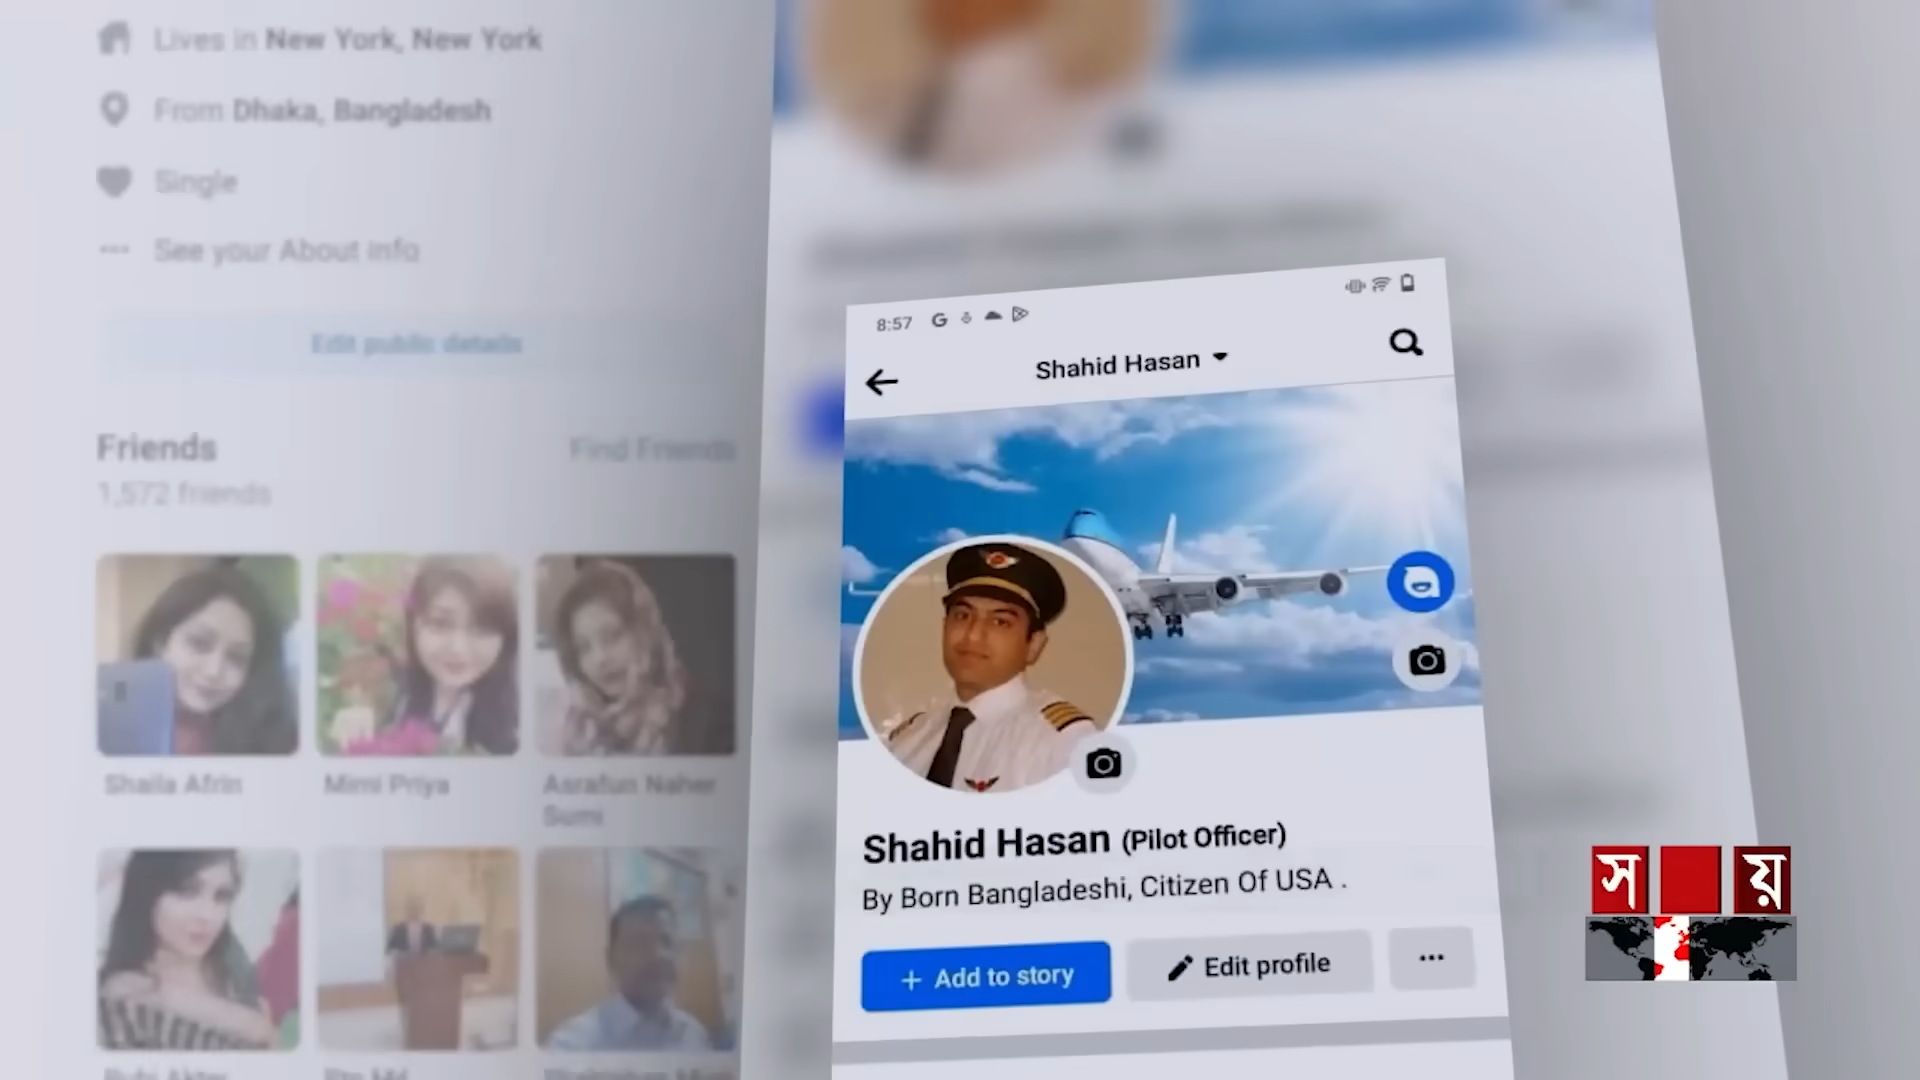 Lives in New York, New York
From Dhaka, Bangladesh
Single
See your About info
Edit public details
Friends
Find Friends
1,572 friends
Shaila Afrin
Mimi Priya
Asrafun Naher
Sumi
8:57
Shahid Hasan
Shahid Hasan (Pilot Officer)
By Born Bangladeshi, Citizen Of USA .
+ Add to story
Edit profile
স য়